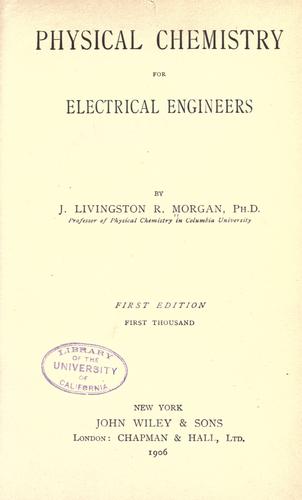 PHYSICAL CHEMISTRY
FOR
ELECTRICAL ENGINEERS
BY
J. LIVINGSTON R. MORGAN, PH.D.
Professor of Physical Chemistry in Columbia University
FIRST EDITION
FIRST THOUSAND
LIBRARY
OF THE
UNIVERSITY
OF
CALIFORNIA
NEW YORK
JOHN WILEY & SONS
LONDON: CHAPMAN & HALL, LTD.
1906